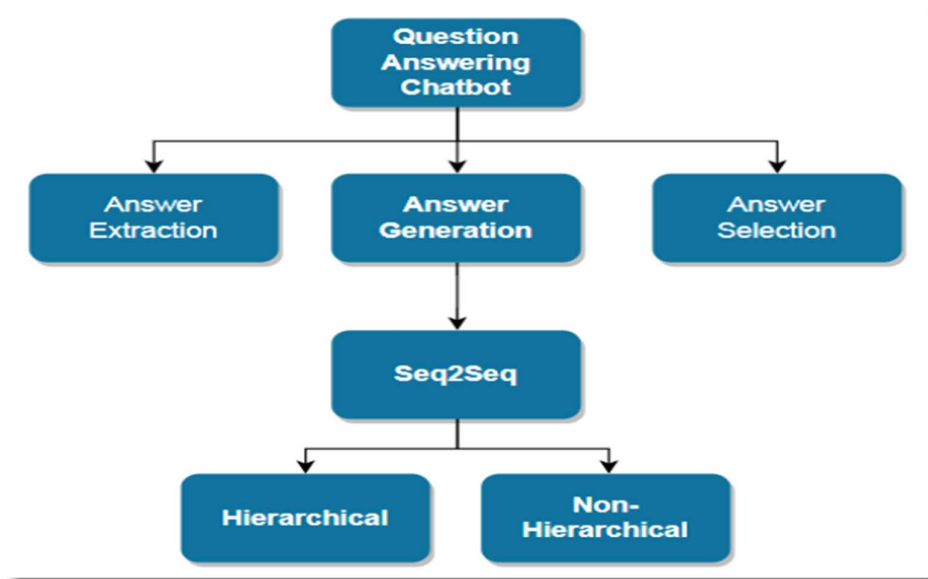 Question
Answering
Chatbot
Answer
Extraction
Answer
Generation
Answer
Selection
Seq2Seq
Hierarchical
Non-
Hierarchical